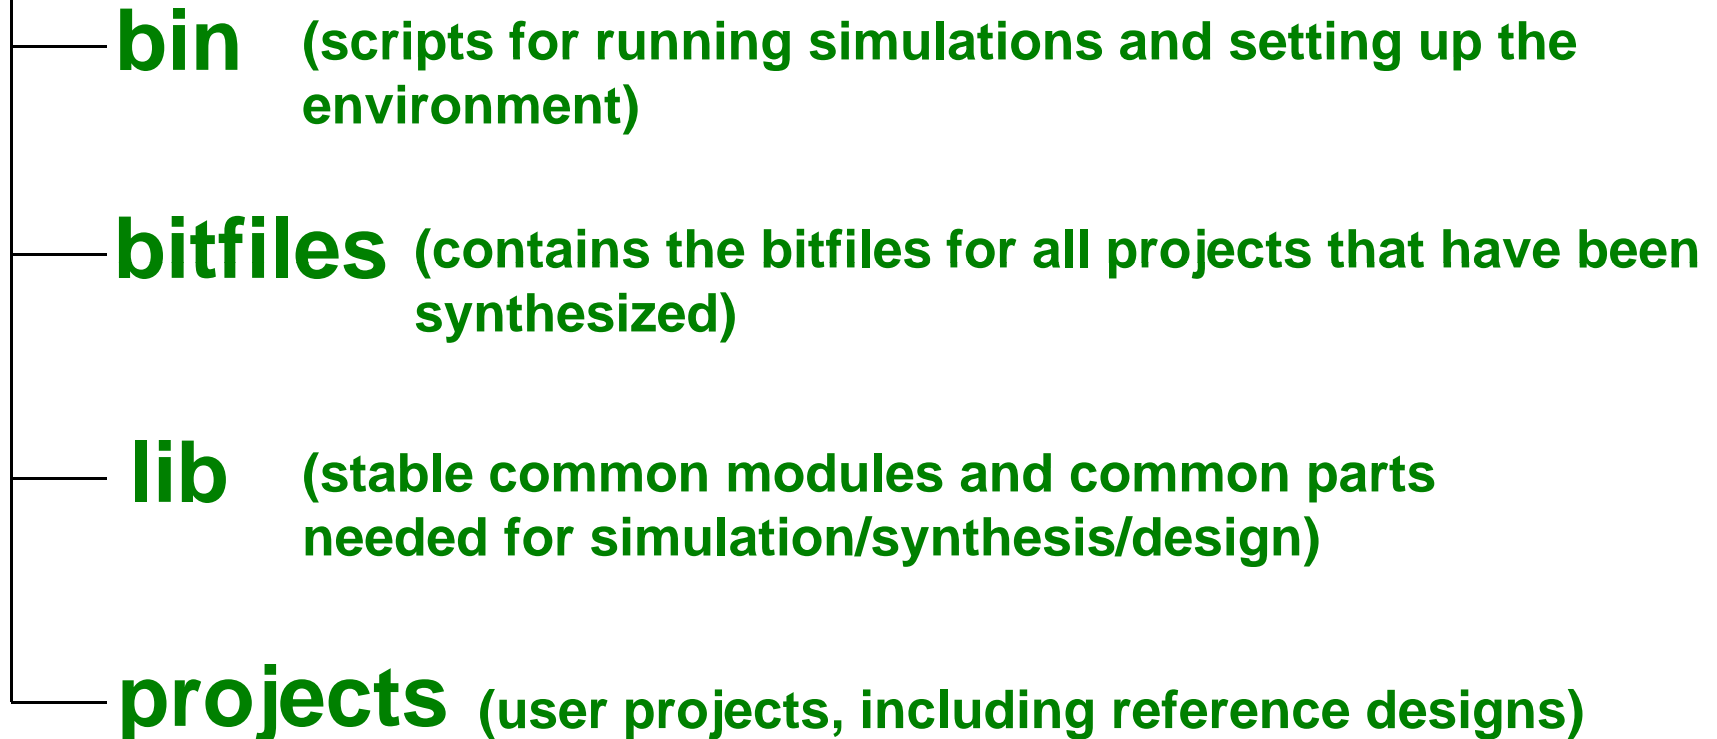 bin (scripts for running simulations and setting up the
environment)
bitfiles (contains the bitfiles for all projects that have been
synthesized)
lib (stable common modules and common parts
needed for simulation/synthesis/design)
projects (user projects, including reference designs)